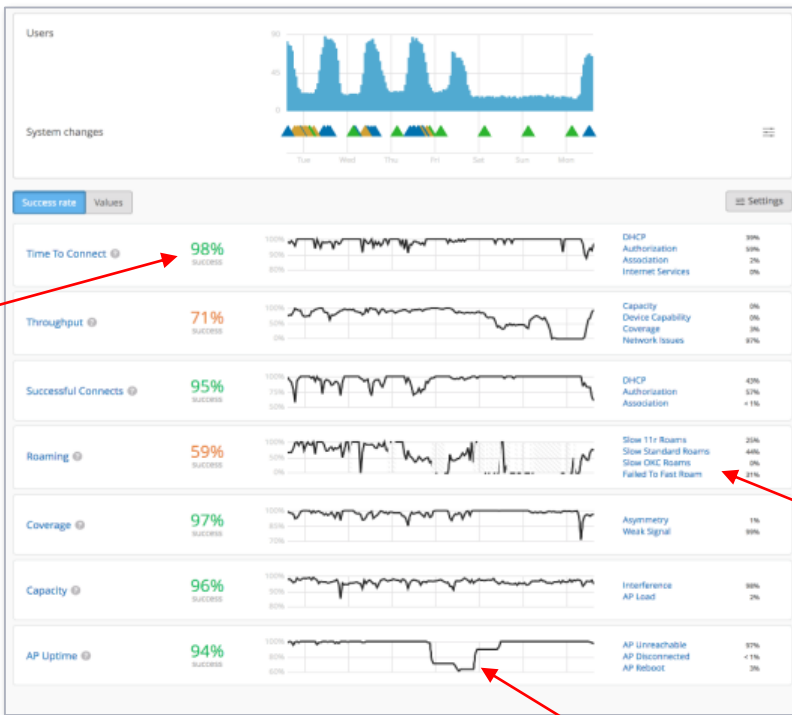 Users
90
45
0
System changes
Tue Wed Thu Fri Sat Sun Mon
Success rate Values
Settings
Time To Connect
98%
success
100%
90%
80%
DHCP 39%
Authorization 59%
Association 2%
Internet Services 0%
Throughput
71%
success
100%
50%
0%
Capacity 0%
Device Capability 0%
Coverage 3%
Network Issues 97%
Successful Connects
95%
success
100%
75%
50%
DHCP 43%
Authorization 57%
Association < 1%
Roaming
59%
success
100%
50%
0%
Slow 11r Roams 25%
Slow Standard Roams 44%
Slow OKC Roams 0%
Failed To Fast Roam 31%
Coverage
97%
success
100%
85%
70%
Asymmetry 1%
Weak Signal 99%
Capacity
96%
success
100%
90%
80%
Interference 98%
AP Load 2%
AP Uptime
94%
success
100%
80%
60%
AP Unreachable 97%
AP Disconnected < 1%
AP Reboot 3%